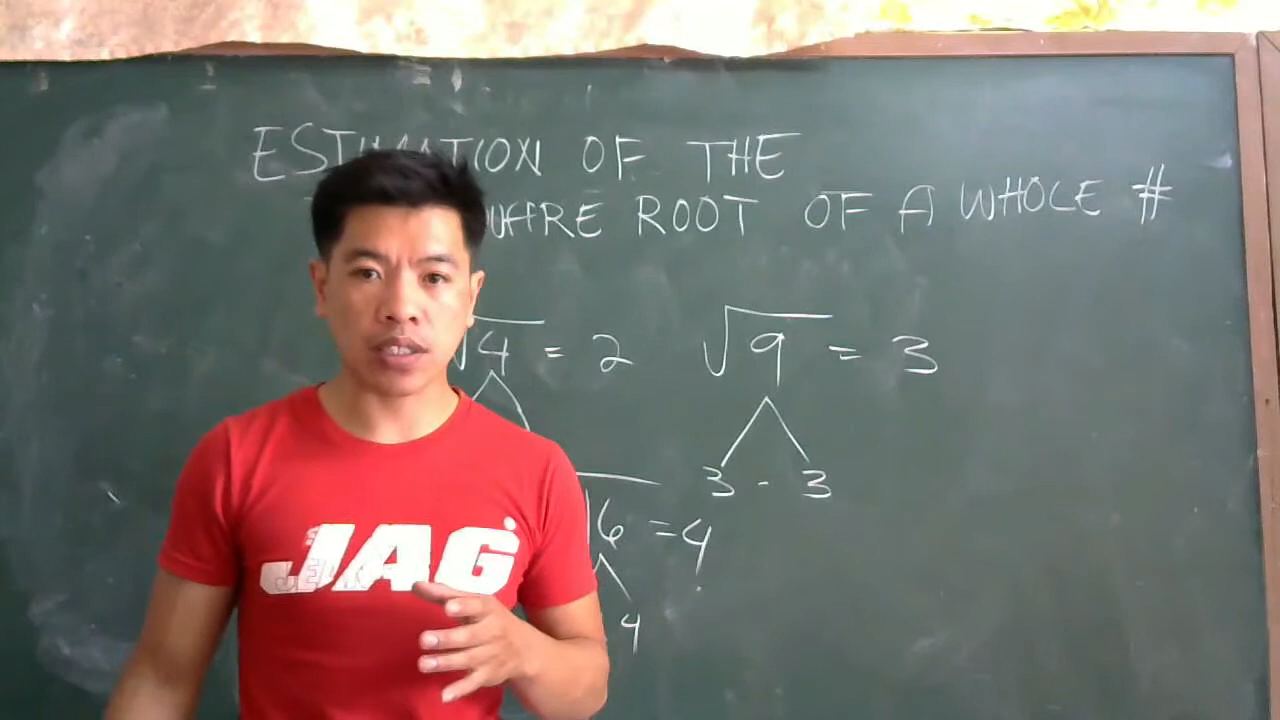 ESTIMATION OF THE
SQUARE ROOT OF A WHOLE #
√4 = 2
√9 = 3
3 - 3
16 = 4
4
JAG